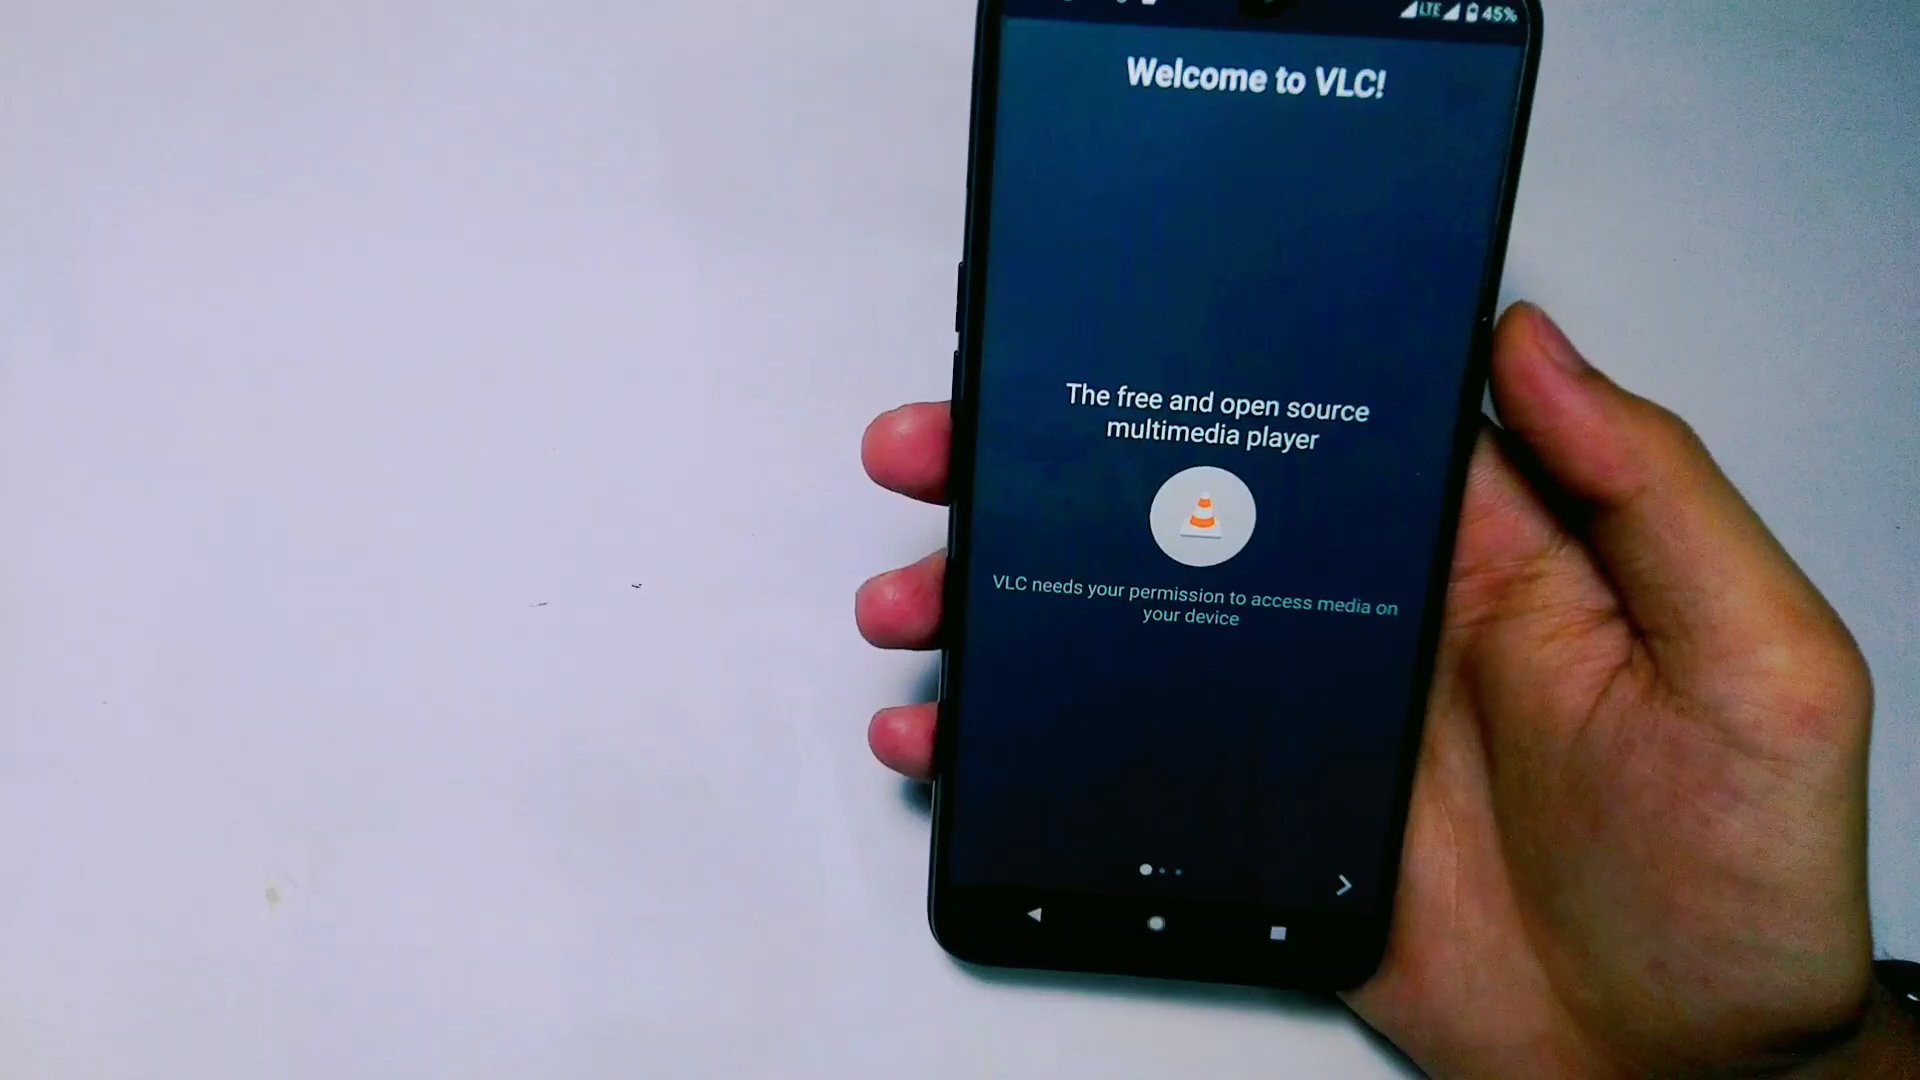 LTE 45%
Welcome to VLC!
The free and open source
multimedia player
VLC needs your permission to access media on
your device